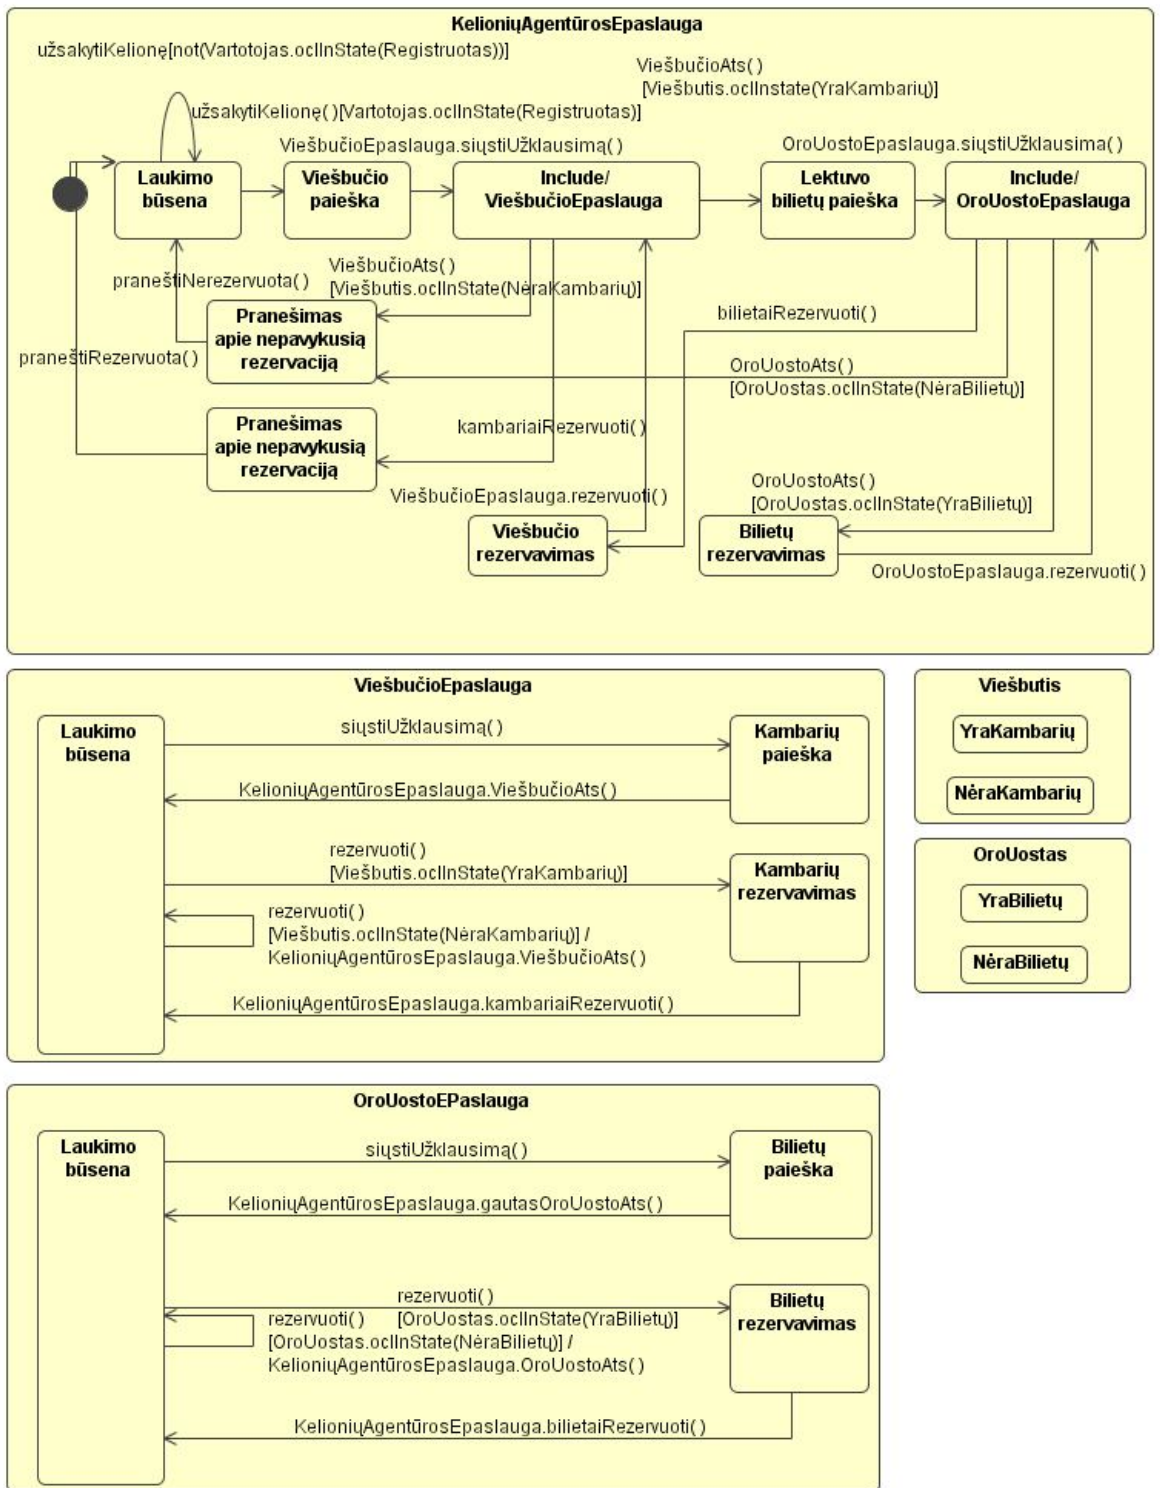 KelioniųAgentūrosEpaslauga
užsakytiKelionę[not(Vartotojas.oclInState(Registruotas))]
ViešbučioAts()
[Viešbutis.oclInstate(YraKambarių)]
užsakytiKelionę()[Vartotojas.oclInState(Registruotas)]
ViešbučioEpaslauga.siųstiUžklausimą()
OroUostoEpaslauga.siųstiUžklausima()
Laukimo
būsena
Viešbučio
paieška
Include/
ViešbučioEpaslauga
Lektuvo
bilietų paieška
Include/
OroUostoEpaslauga
praneštiNerezervuota()
ViešbučioAts()
[Viešbutis.oclInState(NėraKambarių)]
Pranešimas
apie nepavykusią
rezervaciją
bilietaiRezervuoti()
praneštiRezervuota()
OroUostoAts()
[OroUostas.oclInState(NėraBilietų)]
Pranešimas
apie nepavykusią
rezervaciją
kambariaiRezervuoti()
OroUostoAts()
[OroUostas.oclInState(YraBilietų)]
ViešbučioEpaslauga.rezervuoti()
Viešbučio
rezervavimas
Bilietų
rezervavimas
OroUostoEpaslauga.rezervuoti()
ViešbučioEpaslauga
Laukimo
būsena
siųstiUžklausimą()
Kambarių
paieška
KelioniųAgentūrosEpaslauga.ViešbučioAts()
rezervuoti()
[Viešbutis.oclInState(YraKambarių)]
Kambarių
rezervavimas
rezervuoti()
[Viešbutis.oclInState(NėraKambarių)] /
KelioniųAgentūrosEpaslauga.ViešbučioAts()
KelioniųAgentūrosEpaslauga.kambariaiRezervuoti()
Viešbutis
YraKambarių
NėraKambarių
OroUostas
YraBilietų
NėraBilietų
OroUostoEPaslauga
Laukimo
būsena
siųstiUžklausimą()
Bilietų
paieška
KelioniųAgentūrosEpaslauga.gautasOroUostoAts()
rezervuoti()
[OroUostas.oclInState(YraBilietų)]
Bilietų
rezervavimas
rezervuoti()
[OroUostas.oclInState(NėraBilietų)] /
KelioniųAgentūrosEpaslauga.OroUostoAts()
KelioniųAgentūrosEpaslauga.bilietaiRezervuoti()